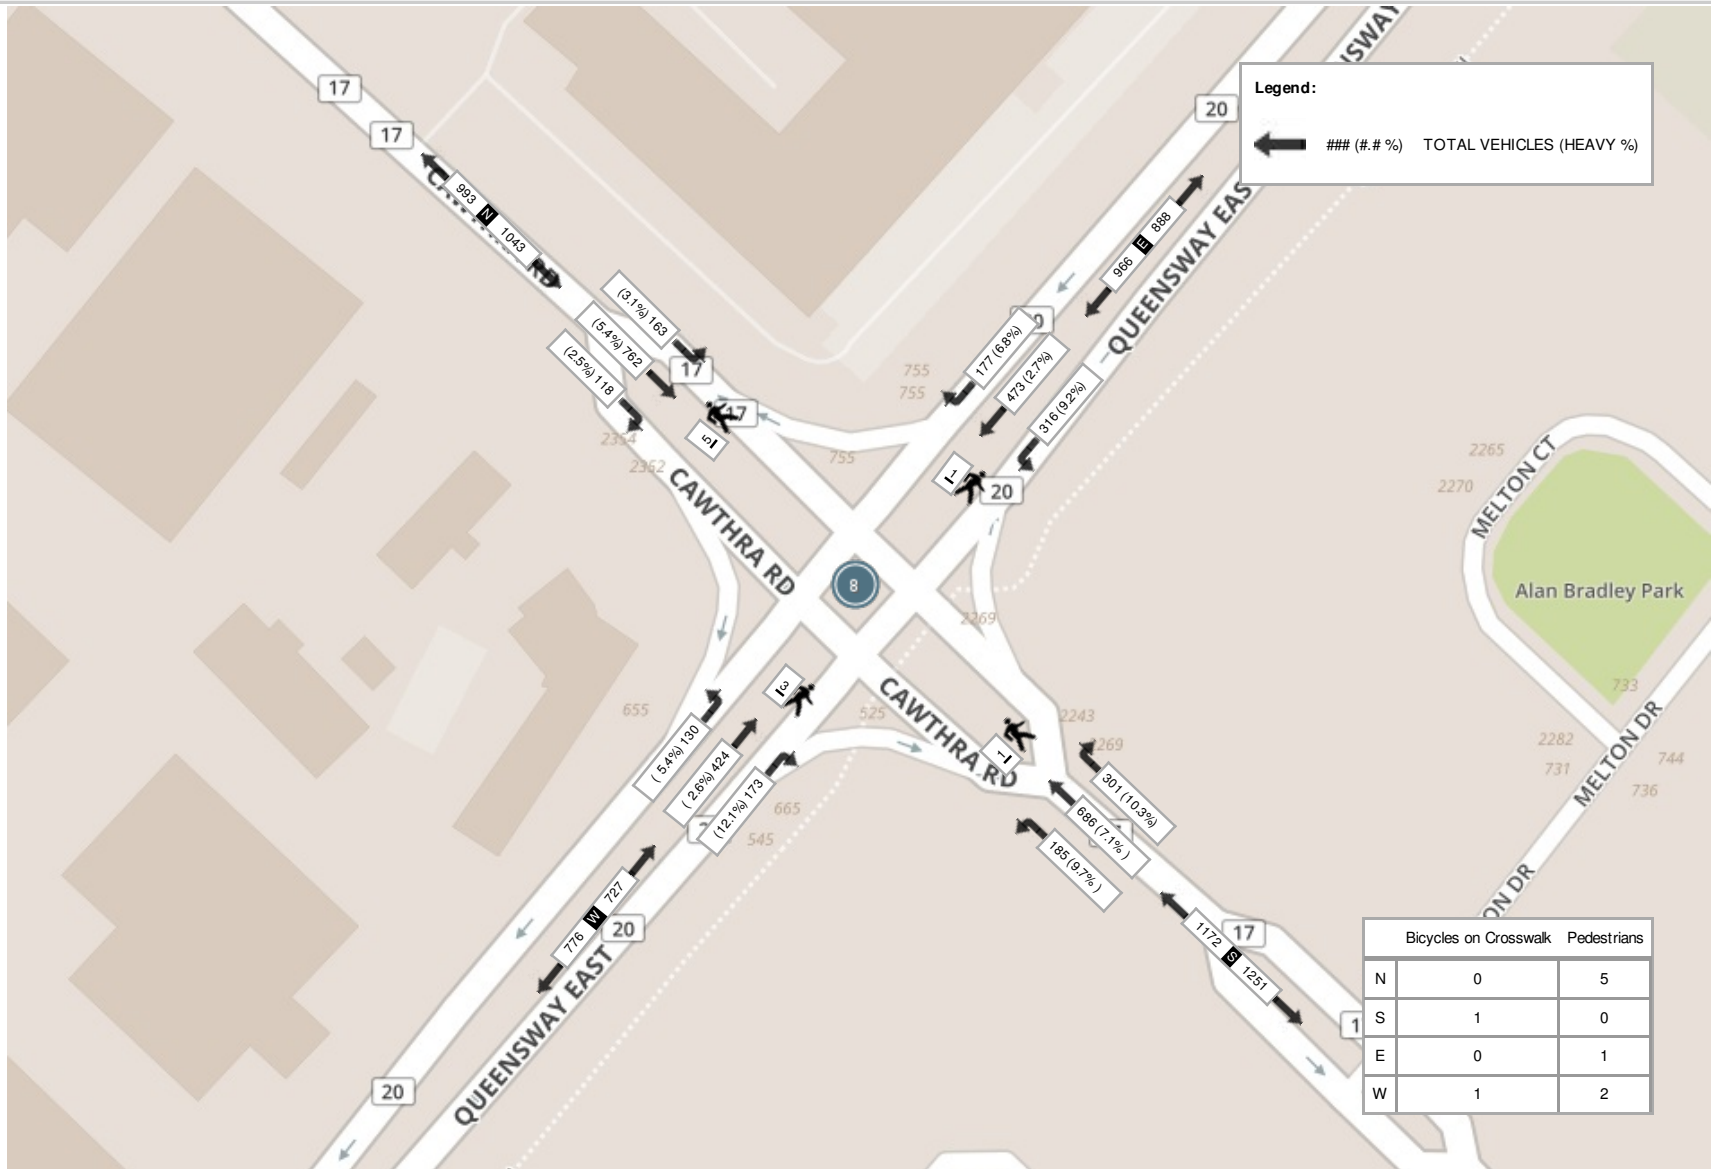 17
17
20
ISWAY
Legend:
### (#.# %) TOTAL VEHICLES (HEAVY %)
993 N 1043
966 E 888
QUEENSWAY EAS
(3.1%) 163
(5.4%) 762
(2.5%) 118
17
17
177 (6.8%)
473 (2.7%)
316 (9.2%)
755
755
755
5
1
20
2354
2352
CAWTHRA RD
8
2269
MELTON CT
2265
2270
Alan Bradley Park
733
MELTON DR
2282
731
744
736
ON DR
655
3
525
CAWTHRA RD
2243
2269
1
( 5.4%) 130
( 2.6%) 424
(12.1%) 173
665
545
301 (10.3%)
686 (7.1% )
185 (9.7% )
776 W 727
20
1172 S 1251
17
QUEENSWAY EAST
20
Bicycles on Crosswalk Pedestrians
N 0 5
S 1 0
E 0 1
W 1 2